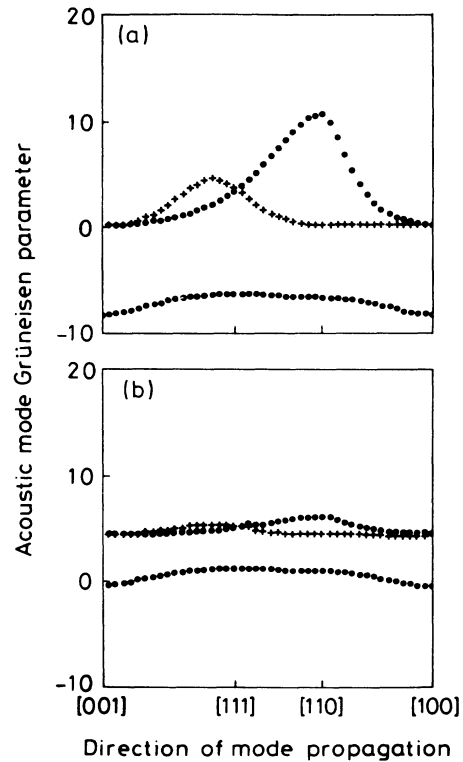 20
(a)
10
0
-10
20
(b)
10
0
-10
[001] [111] [110] [100]
Direction of mode propagation
Acoustic mode Grüneisen parameter